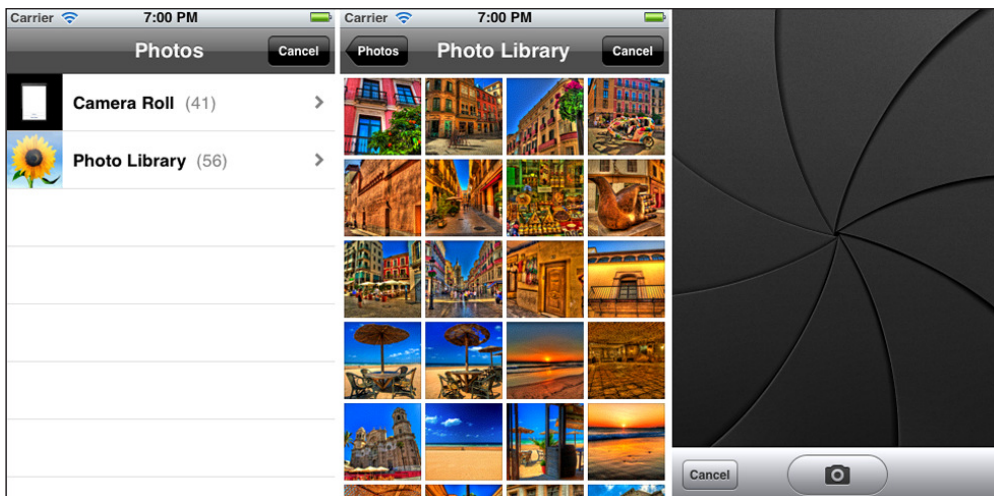 Carrier 7:00 PM
Photos Cancel
Camera Roll (41)
Photo Library (56)
Carrier 7:00 PM
Photos Photo Library Cancel
Cancel